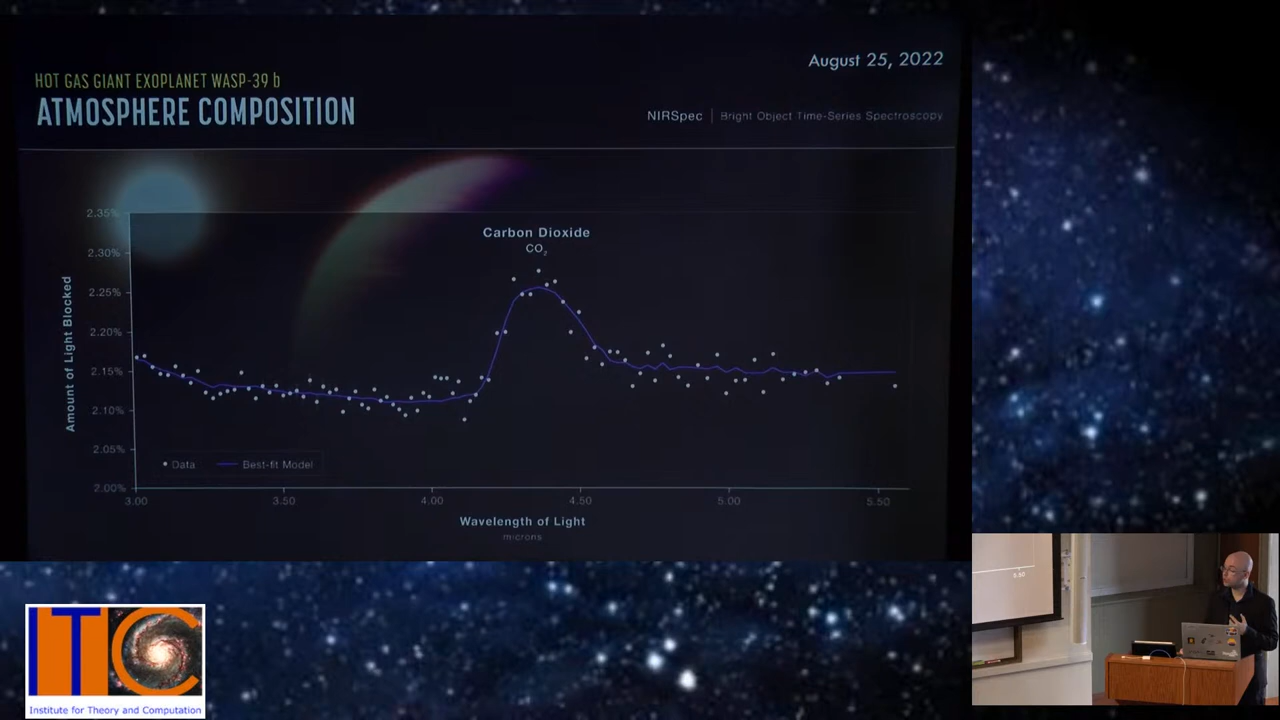 August 25, 2022
HOT GAS GIANT EXOPLANET WASP-39 b
ATMOSPHERE COMPOSITION
NIRSpec | Bright Object Time-Series Spectroscopy
Carbon Dioxide
CO₂
2.35%
2.30%
2.25%
2.20%
2.15%
2.10%
2.05%
2.00%
Amount of Light Blocked
Data
Best-fit Model
3.00 3.50 4.00 4.50 5.00 5.50
Wavelength of Light
microns
5.50
ITC
Institute for Theory and Computation